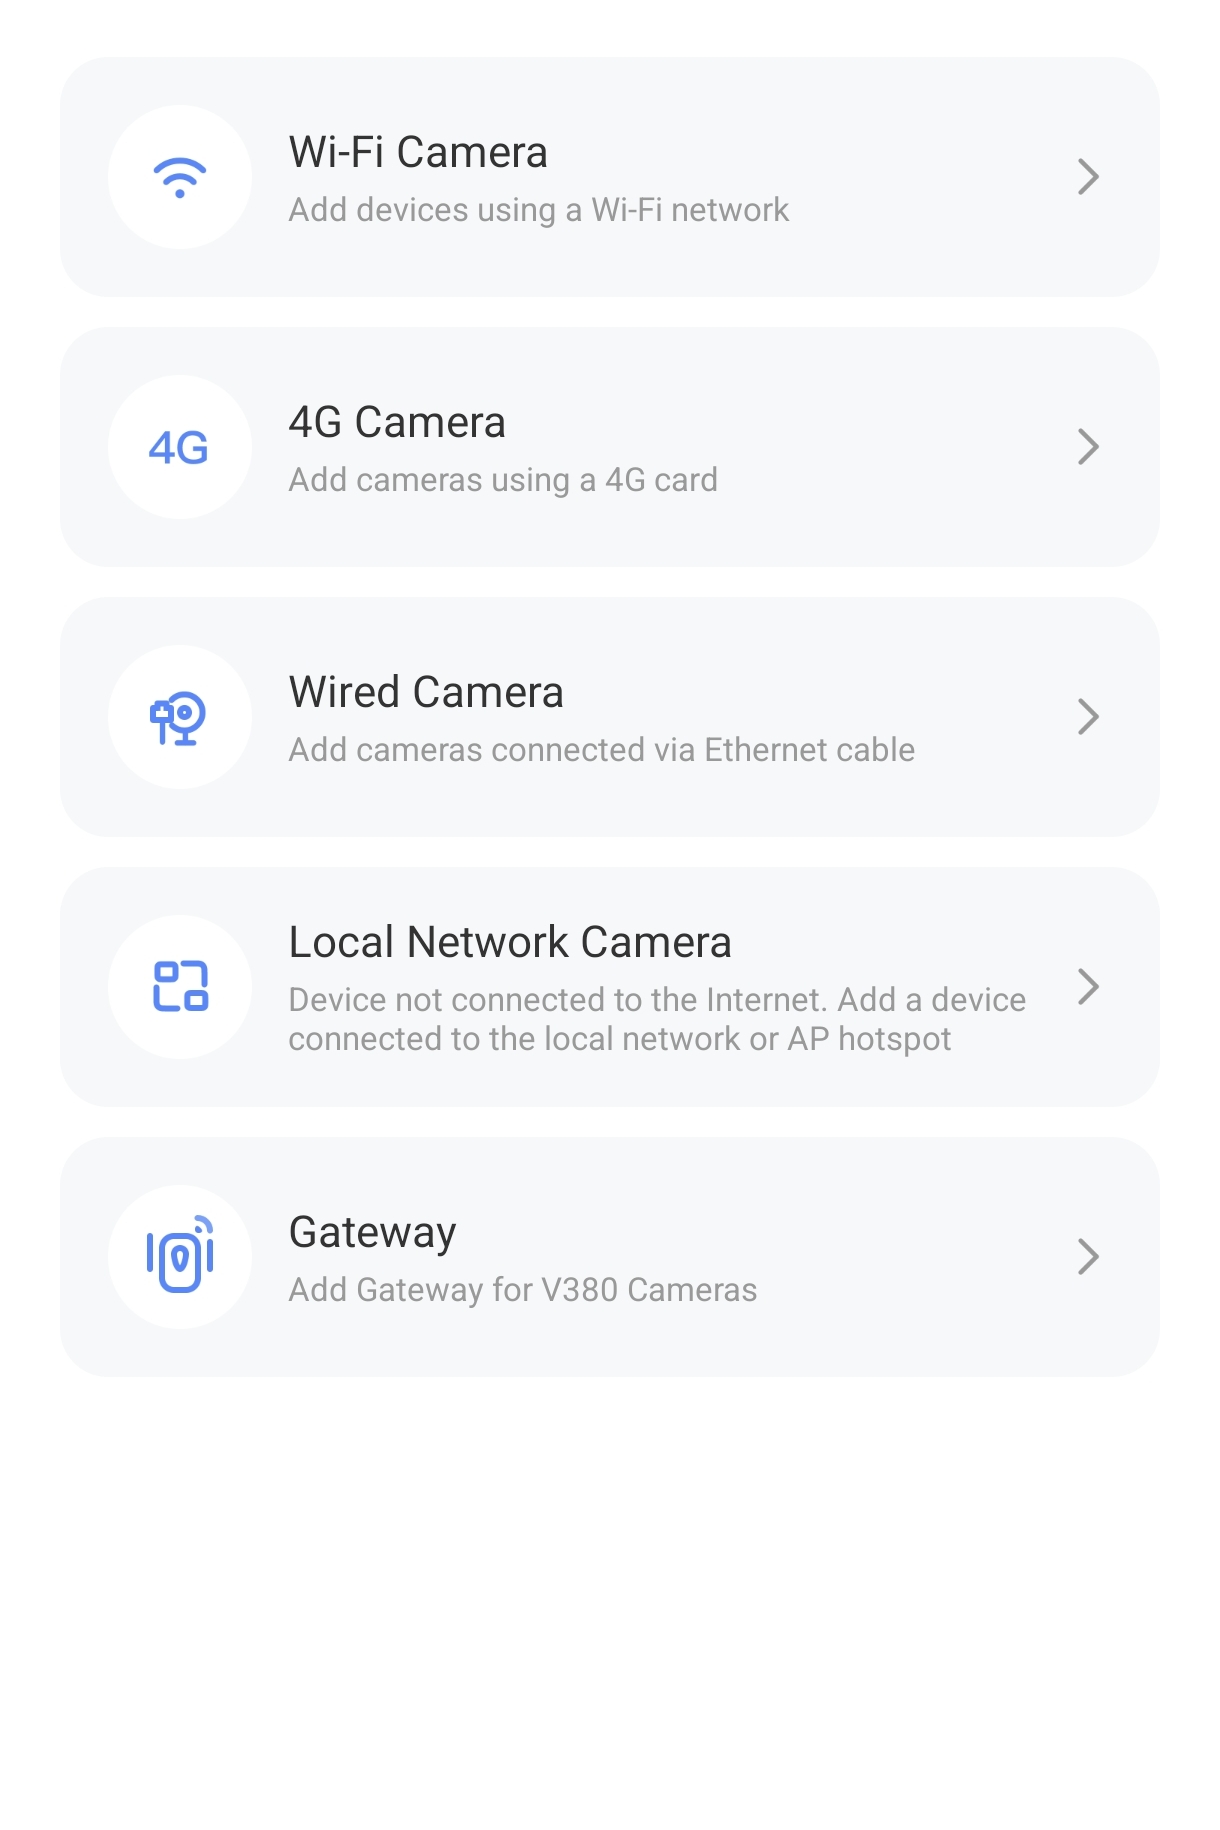 Wi-Fi Camera
Add devices using a Wi-Fi network
4G
4G Camera
Add cameras using a 4G card
Wired Camera
Add cameras connected via Ethernet cable
Local Network Camera
Device not connected to the Internet. Add a device
connected to the local network or AP hotspot
Gateway
Add Gateway for V380 Cameras